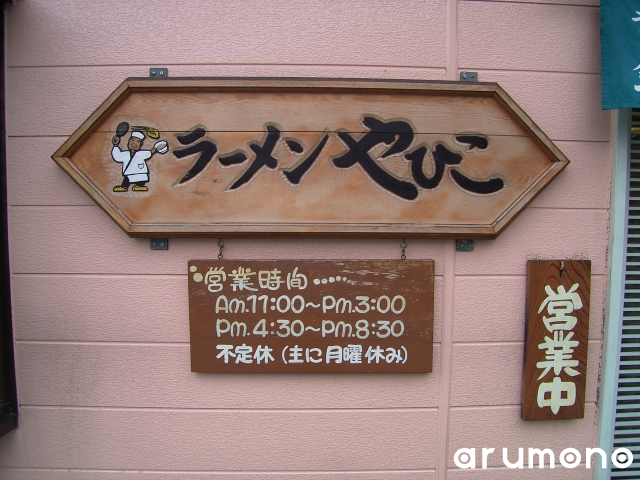 ラーメンやひこ
営業時間……
Am.11:00～Pm.3:00
Pm.4:30～Pm.8:30
不定休（主に月曜休み）
営業中
arumono